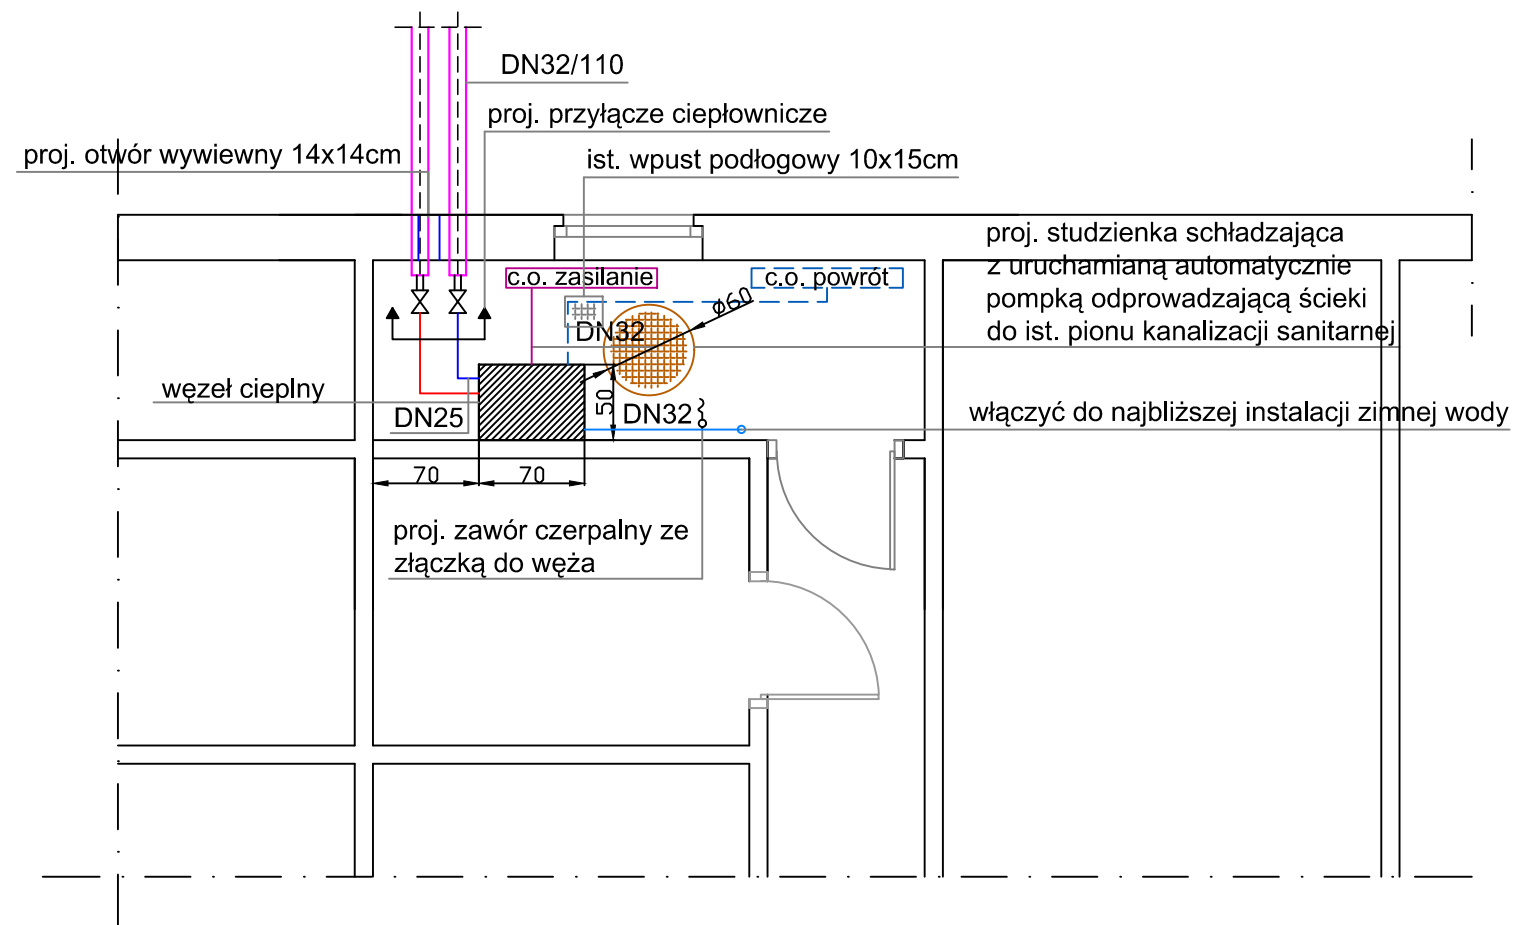 DN32/110
proj. przyłącze ciepłownicze
proj. otwór wywiewny 14x14cm
ist. wpust podłogowy 10x15cm
proj. studzienka schładzająca
z uruchamianą automatycznie
pompką odprowadzającą ścieki
do ist. pionu kanalizacji sanitarnej
c.o. zasilanie
c.o. powrót
ø60
DN32
węzeł cieplny
DN25
50
DN32
włączyć do najbliższej instalacji zimnej wody
70
70
proj. zawór czerpalny ze
złączką do węża